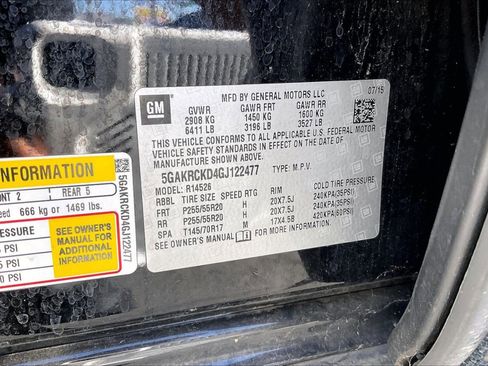 GM
MFD BY GENERAL MOTORS LLC
07/15
GVWR GAWR FRT GAWR RR
2908 KG 1450 KG 1600 KG
6411 LB 3196 LB 3527 LB
THIS VEHICLE CONFORMS TO ALL APPLICABLE U.S. FEDERAL MOTOR
VEHICLE SAFETY, BUMPER, AND THEFT PREVENTION STANDARDS IN
EFFECT ON THE DATE OF MANUFACTURE SHOWN ABOVE.
5GAKRCKD4GJ122477 TYPE: M.P.V.
MODEL: R14526
RBBL TIRE SIZE SPEED RTG RIM COLD TIRE PRESSURE
FRT P255/55R20 H 20X7.5J 240KPA(35PSI)
RR P255/55R20 H 20X7.5J 240KPA(35PSI)
SPA T145/70R17 M 17X4.5B 420KPA(60PSI)
SEE OWNER'S MANUAL FOR MORE INFORMATION.
INFORMATION
2 REAR 5
666 kg or 1469 lbs.
SEE OWNER'S
MANUAL FOR
ADDITIONAL
INFORMATION
PSI
PSI
PSI
5GAKRCKD4GJ122477